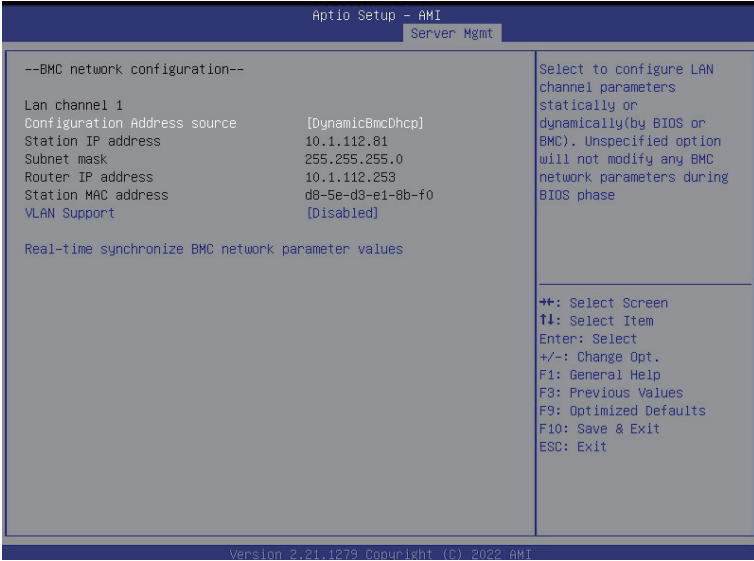 Aptio Setup – AMI
Server Mgmt
--BMC network configuration--
Lan channel 1
Configuration Address source [DynamicBmcDhcp]
Station IP address 10.1.112.81
Subnet mask 255.255.255.0
Router IP address 10.1.112.253
Station MAC address d8-5e-d3-e1-8b-f0
VLAN Support [Disabled]
Real-time synchronize BMC network parameter values
Select to configure LAN
channel parameters
statically or
dynamically(by BIOS or
BMC). Unspecified option
will not modify any BMC
network parameters during
BIOS phase
→←: Select Screen
↑↓: Select Item
Enter: Select
+/-: Change Opt.
F1: General Help
F3: Previous Values
F9: Optimized Defaults
F10: Save & Exit
ESC: Exit
Version 2.21.1279 Copyright (C) 2022 AMI